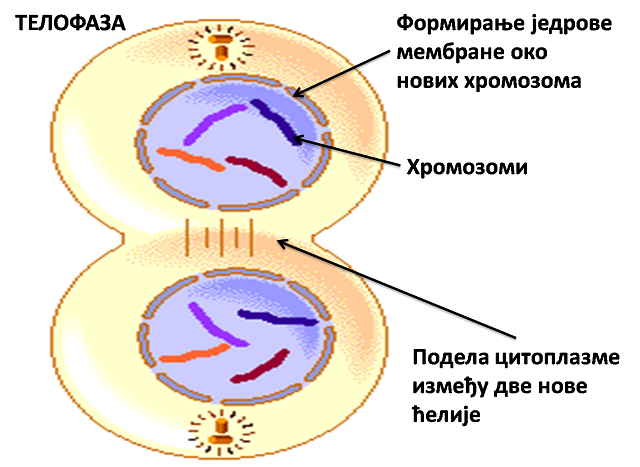 ТЕЛОФАЗА
Формирање једрове
мембране око
нових хромозома
Хромозоми
Подела цитоплазме
између две нове
ћелије